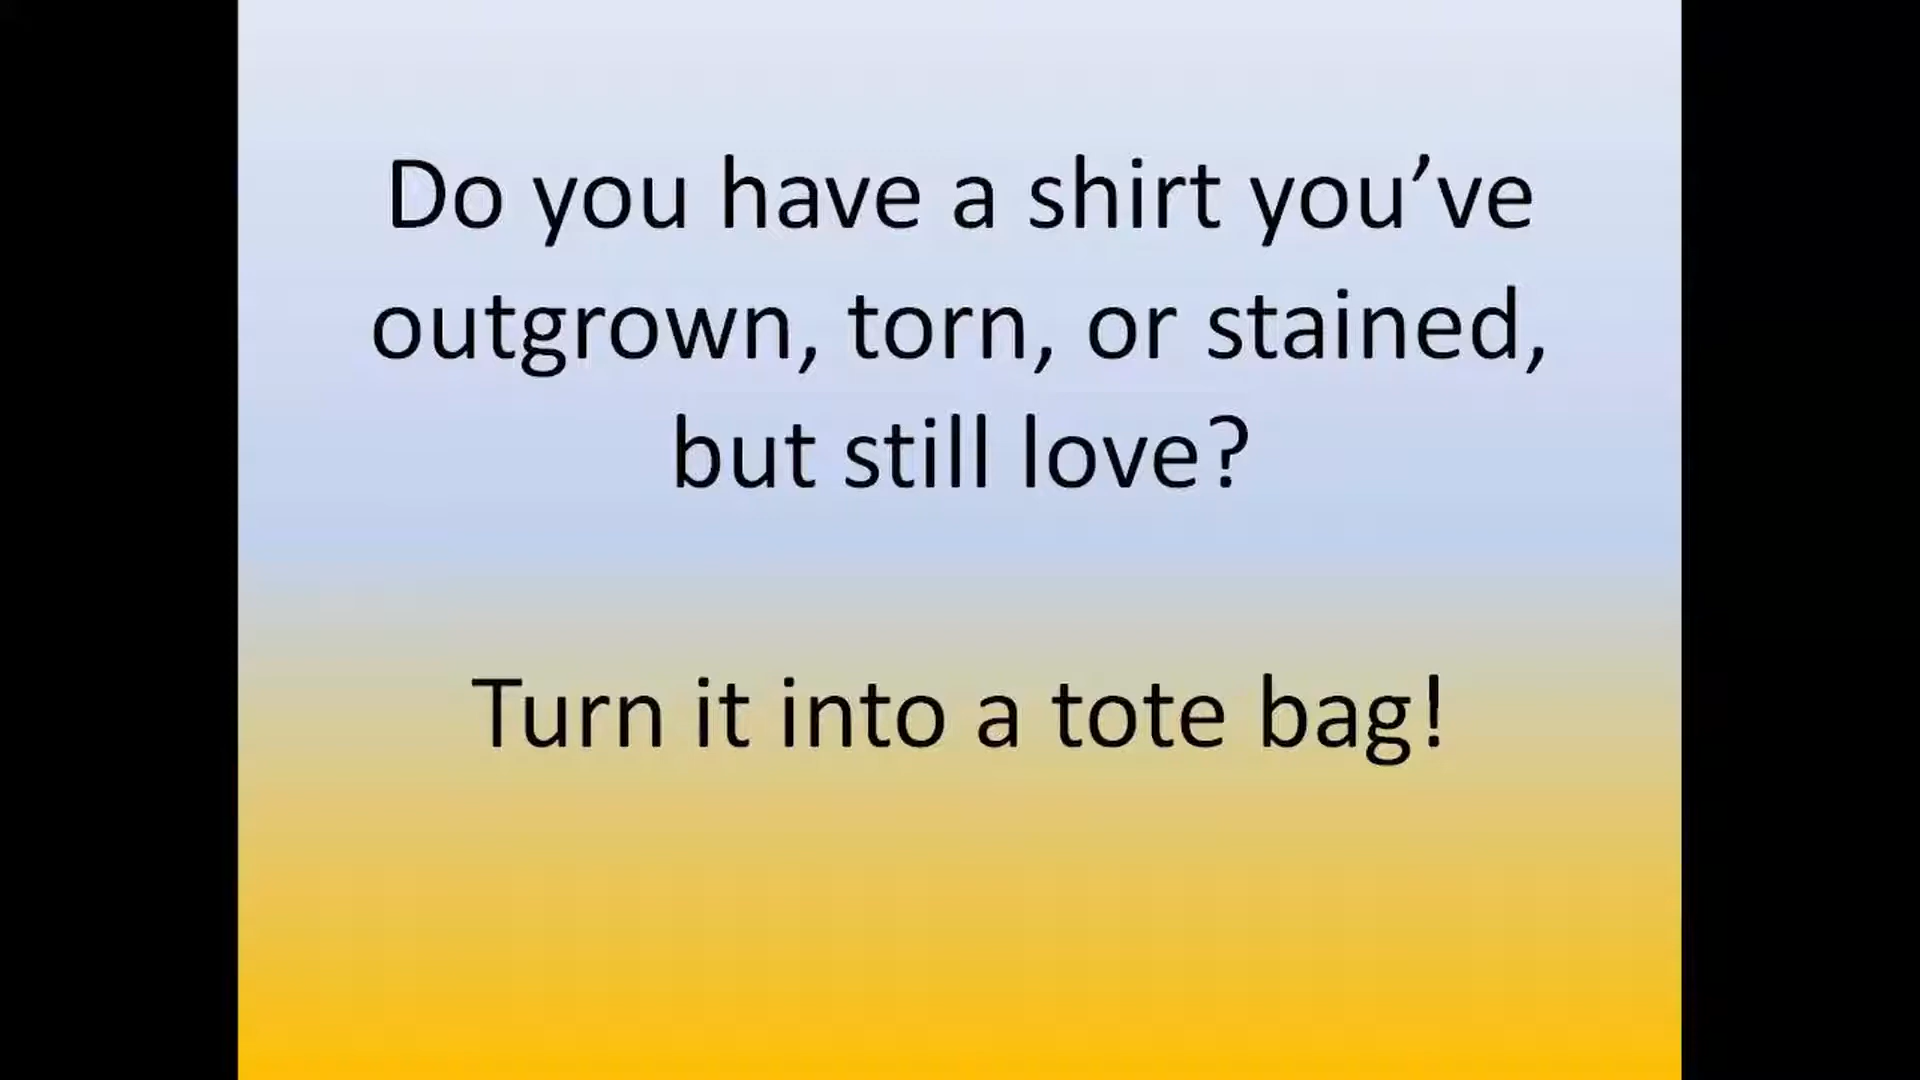 Do you have a shirt you’ve
outgrown, torn, or stained,
but still love?
Turn it into a tote bag!